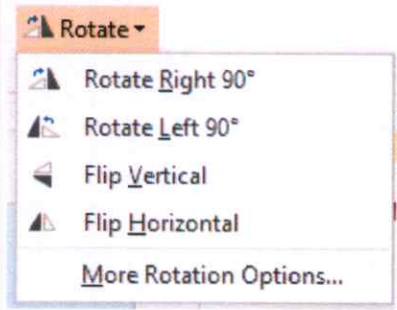 Rotate
Rotate Right 90°
Rotate Left 90°
Flip Vertical
Flip Horizontal
More Rotation Options...